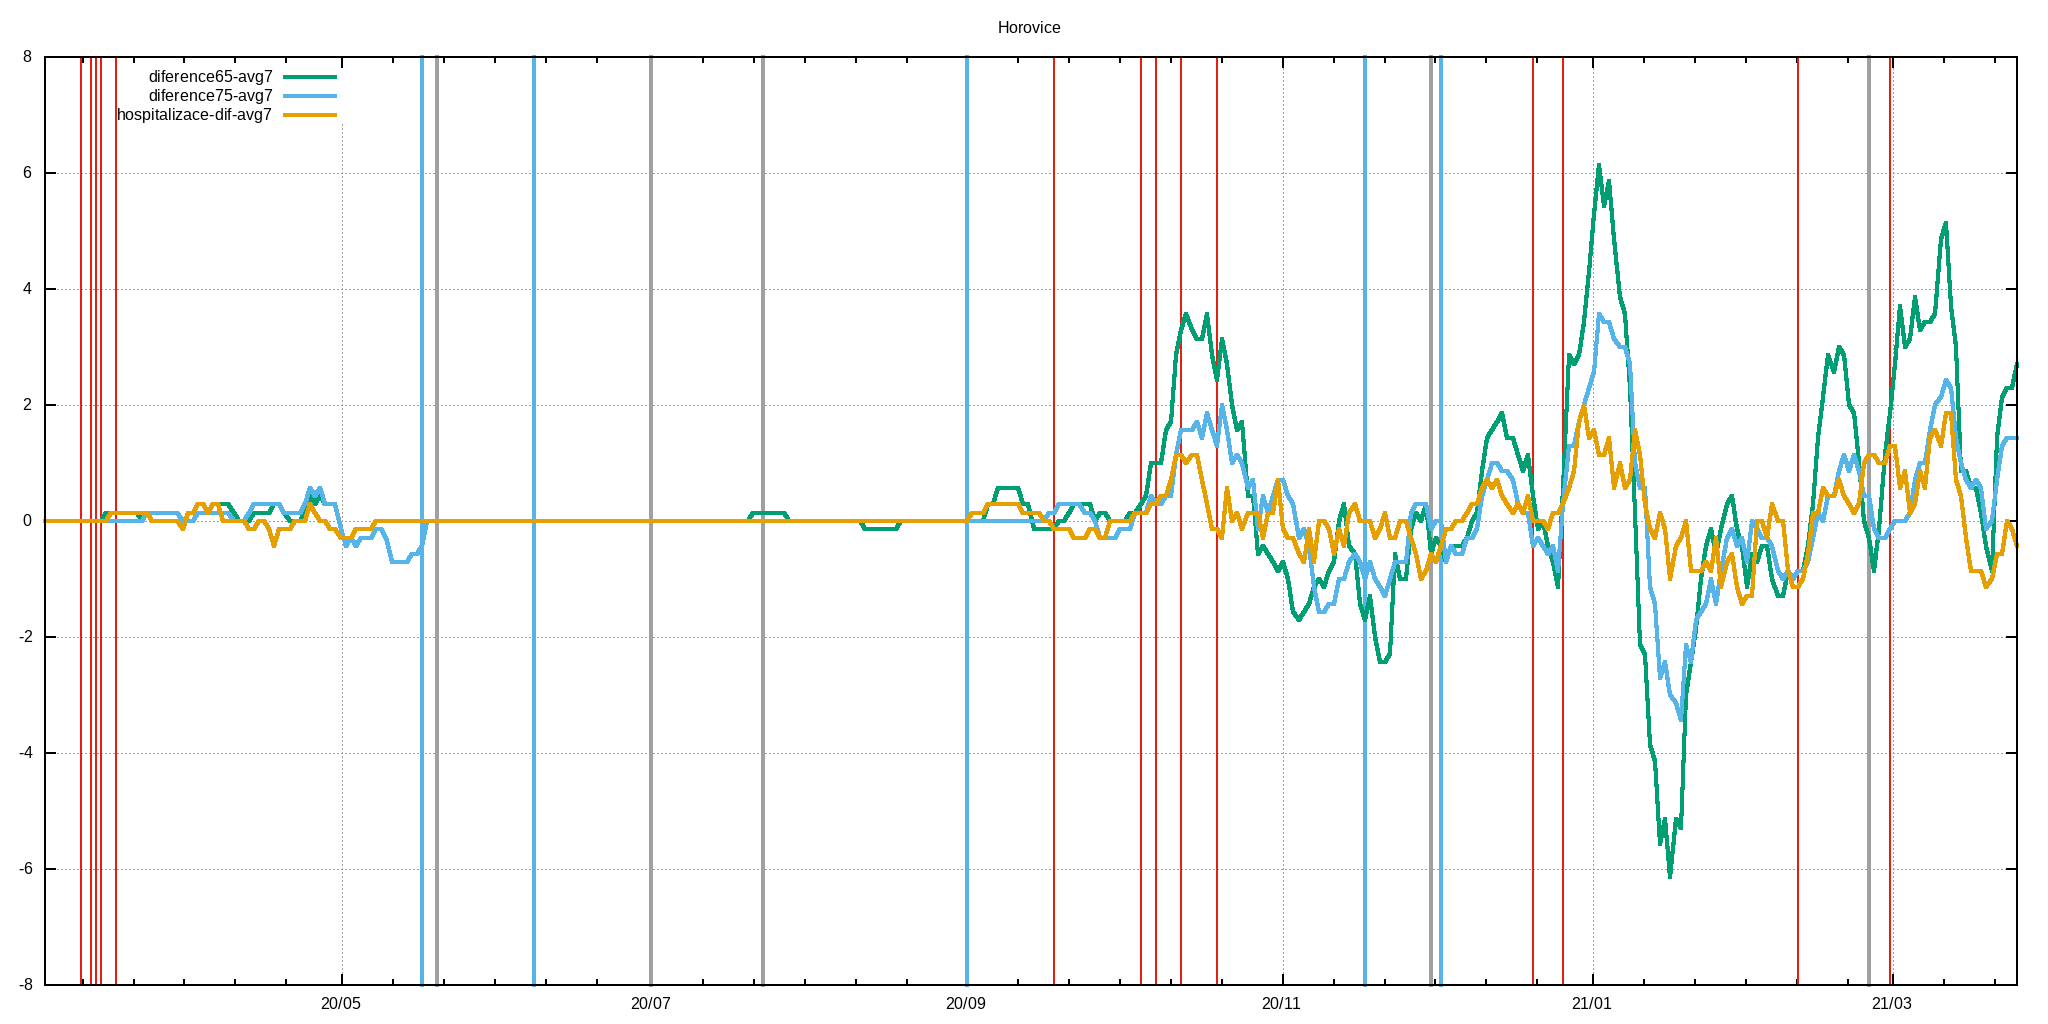 Horovice
8
diference65-avg7
diference75-avg7
hospitalizace-dif-avg7
6
4
2
0
-2
-4
-6
-8
20/05 20/07 20/09 20/11 21/01 21/03